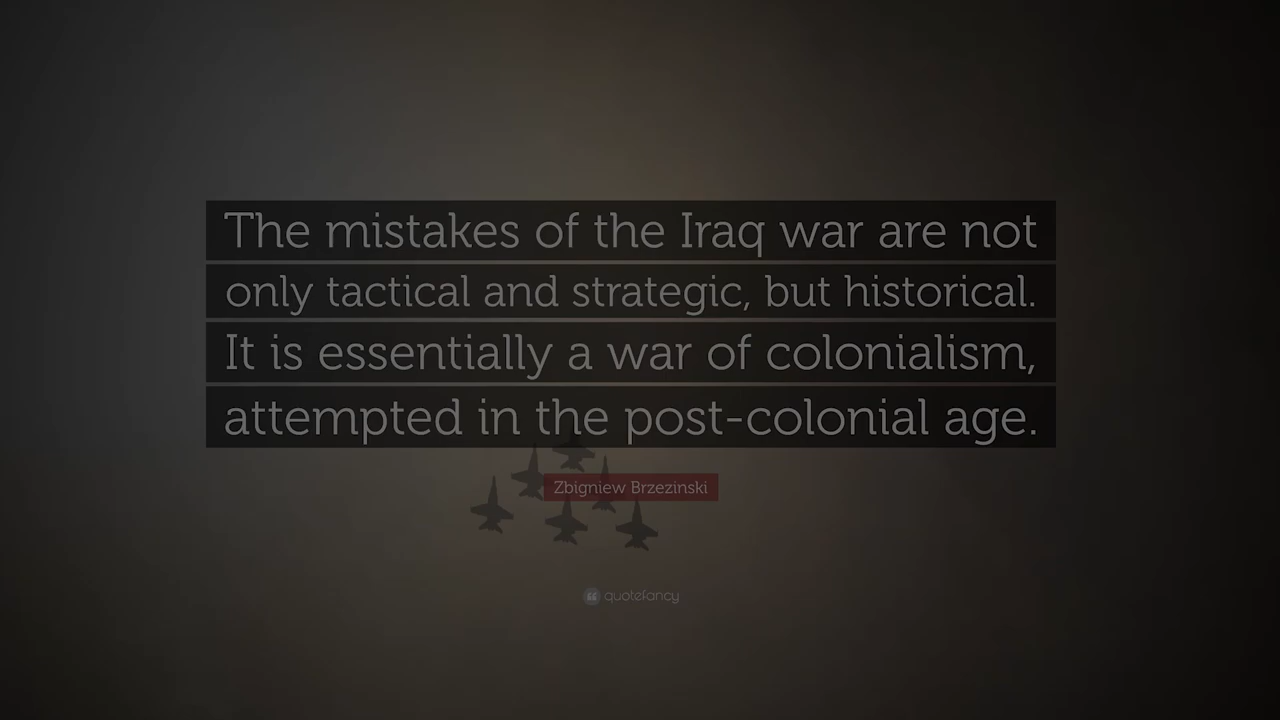 The mistakes of the Iraq war are not
only tactical and strategic, but historical.
It is essentially a war of colonialism,
attempted in the post-colonial age.
Zbigniew Brzezinski
quotefancy